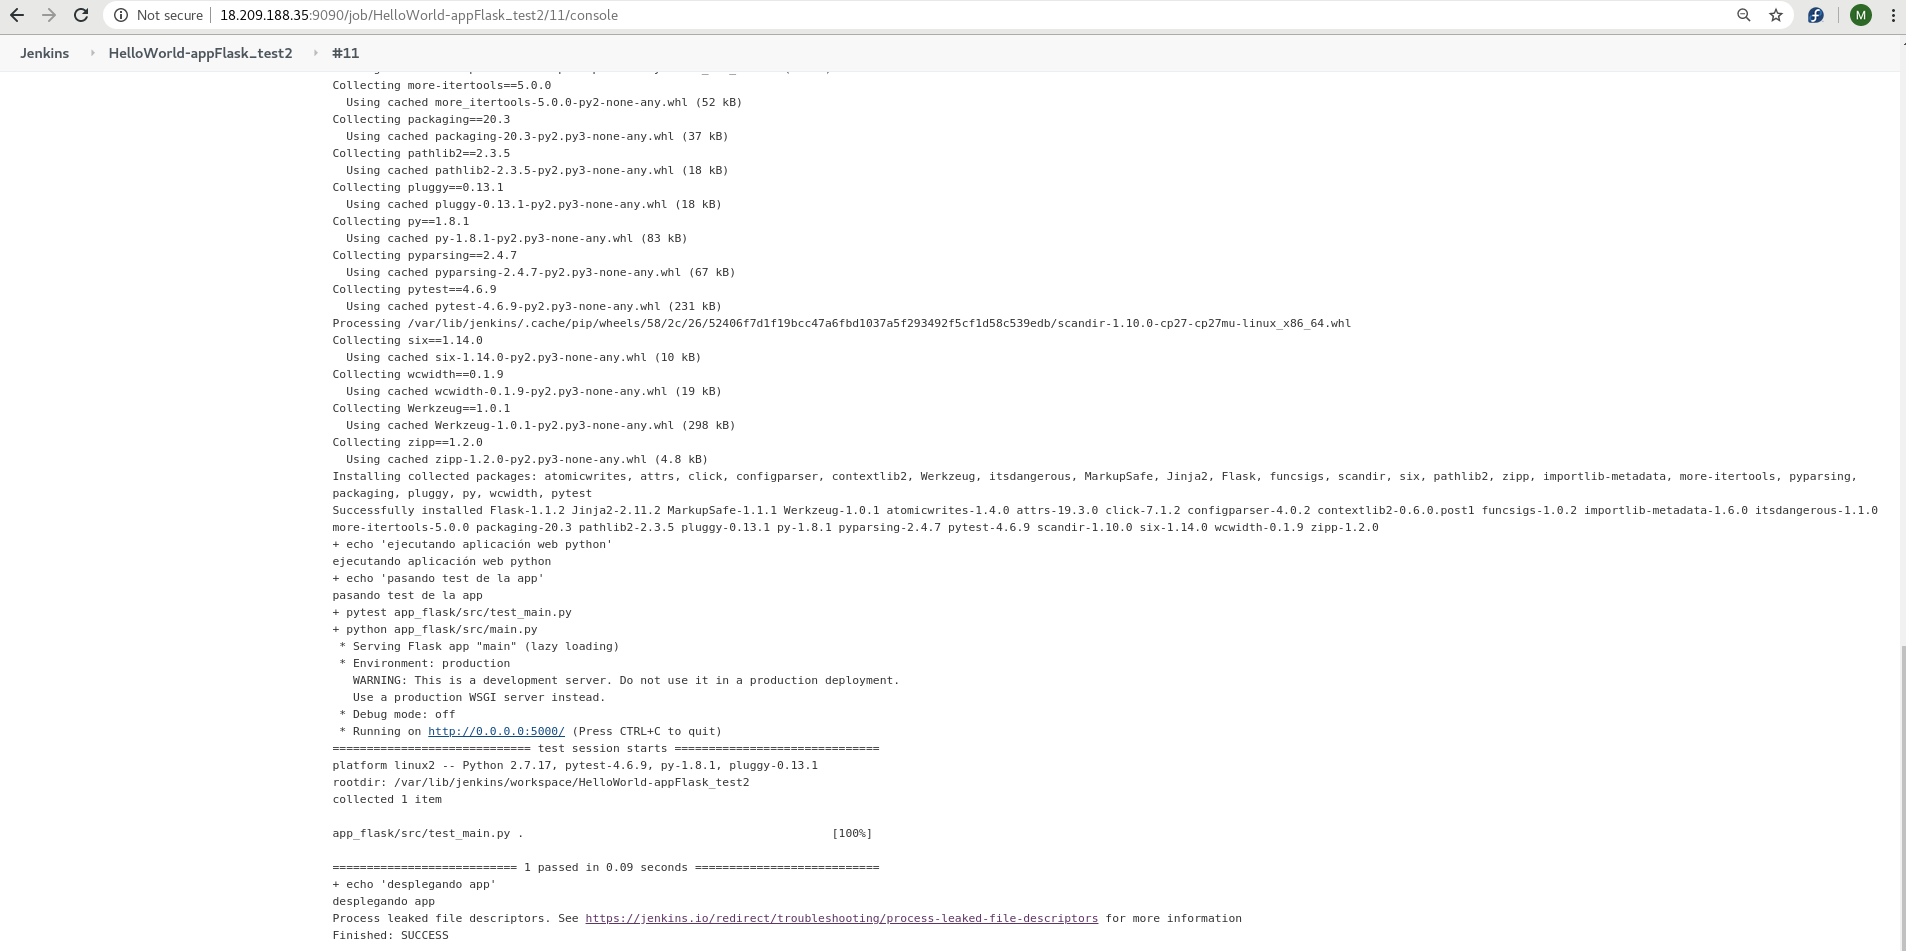 Not secure | 18.209.188.35:9090/job/HelloWorld-appFlask_test2/11/console
M
Jenkins HelloWorld-appFlask_test2 #11
Collecting more-itertools==5.0.0
  Using cached more_itertools-5.0.0-py2-none-any.whl (52 kB)
Collecting packaging==20.3
  Using cached packaging-20.3-py2.py3-none-any.whl (37 kB)
Collecting pathlib2==2.3.5
  Using cached pathlib2-2.3.5-py2.py3-none-any.whl (18 kB)
Collecting pluggy==0.13.1
  Using cached pluggy-0.13.1-py2.py3-none-any.whl (18 kB)
Collecting py==1.8.1
  Using cached py-1.8.1-py2.py3-none-any.whl (83 kB)
Collecting pyparsing==2.4.7
  Using cached pyparsing-2.4.7-py2.py3-none-any.whl (67 kB)
Collecting pytest==4.6.9
  Using cached pytest-4.6.9-py2.py3-none-any.whl (231 kB)
Processing /var/lib/jenkins/.cache/pip/wheels/58/2c/26/52406f7d1f19bcc47a6fbd1037a5f293492f5cf1d58c539edb/scandir-1.10.0-cp27-cp27mu-linux_x86_64.whl
Collecting six==1.14.0
  Using cached six-1.14.0-py2.py3-none-any.whl (10 kB)
Collecting wcwidth==0.1.9
  Using cached wcwidth-0.1.9-py2.py3-none-any.whl (19 kB)
Collecting Werkzeug==1.0.1
  Using cached Werkzeug-1.0.1-py2.py3-none-any.whl (298 kB)
Collecting zipp==1.2.0
  Using cached zipp-1.2.0-py2.py3-none-any.whl (4.8 kB)
Installing collected packages: atomicwrites, attrs, click, configparser, contextlib2, Werkzeug, itsdangerous, MarkupSafe, Jinja2, Flask, funcsigs, scandir, six, pathlib2, zipp, importlib-metadata, more-itertools, pyparsing,
packaging, pluggy, py, wcwidth, pytest
Successfully installed Flask-1.1.2 Jinja2-2.11.2 MarkupSafe-1.1.1 Werkzeug-1.0.1 atomicwrites-1.4.0 attrs-19.3.0 click-7.1.2 configparser-4.0.2 contextlib2-0.6.0.post1 funcsigs-1.0.2 importlib-metadata-1.6.0 itsdangerous-1.1.0
more-itertools-5.0.0 packaging-20.3 pathlib2-2.3.5 pluggy-0.13.1 py-1.8.1 pyparsing-2.4.7 pytest-4.6.9 scandir-1.10.0 six-1.14.0 wcwidth-0.1.9 zipp-1.2.0
+ echo 'ejecutando aplicación web python'
ejecutando aplicación web python
+ echo 'pasando test de la app'
pasando test de la app
+ pytest app_flask/src/test_main.py
+ python app_flask/src/main.py
 * Serving Flask app "main" (lazy loading)
 * Environment: production
   WARNING: This is a development server. Do not use it in a production deployment.
   Use a production WSGI server instead.
 * Debug mode: off
 * Running on http://0.0.0.0:5000/ (Press CTRL+C to quit)
============================= test session starts ==============================
platform linux2 -- Python 2.7.17, pytest-4.6.9, py-1.8.1, pluggy-0.13.1
rootdir: /var/lib/jenkins/workspace/HelloWorld-appFlask_test2
collected 1 item
app_flask/src/test_main.py . [100%]
=========================== 1 passed in 0.09 seconds ===========================
+ echo 'desplegando app'
desplegando app
Process leaked file descriptors. See https://jenkins.io/redirect/troubleshooting/process-leaked-file-descriptors for more information
Finished: SUCCESS